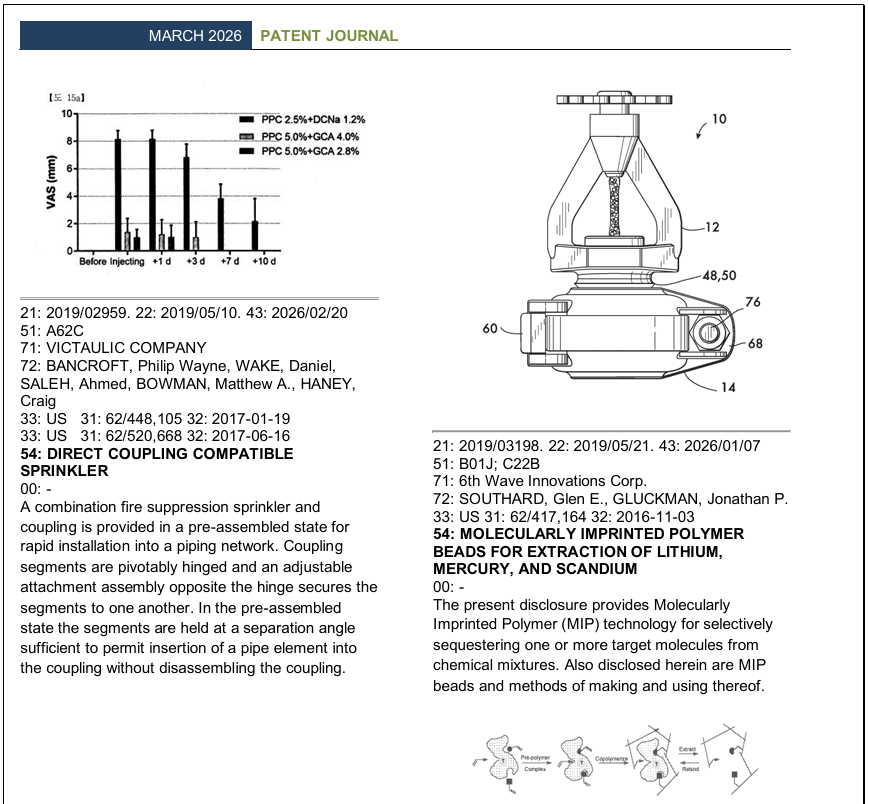 MARCH 2026 PATENT JOURNAL
【도 15a】
10
8
6
4
2
0
VAS (mm)
PPC 2.5%+DCNa 1.2%
PPC 5.0%+GCA 4.0%
PPC 5.0%+GCA 2.8%
Before Injecting +1 d +3 d +7 d +10 d
21: 2019/02959. 22: 2019/05/10. 43: 2026/02/20
51: A62C
71: VICTAULIC COMPANY
72: BANCROFT, Philip Wayne, WAKE, Daniel,
SALEH, Ahmed, BOWMAN, Matthew A., HANEY,
Craig
33: US 31: 62/448,105 32: 2017-01-19
33: US 31: 62/520,668 32: 2017-06-16
54: DIRECT COUPLING COMPATIBLE
SPRINKLER
00: -
A combination fire suppression sprinkler and
coupling is provided in a pre-assembled state for
rapid installation into a piping network. Coupling
segments are pivotably hinged and an adjustable
attachment assembly opposite the hinge secures the
segments to one another. In the pre-assembled
state the segments are held at a separation angle
sufficient to permit insertion of a pipe element into
the coupling without disassembling the coupling.
10
12
48,50
76
60
68
14
21: 2019/03198. 22: 2019/05/21. 43: 2026/01/07
51: B01J; C22B
71: 6th Wave Innovations Corp.
72: SOUTHARD, Glen E., GLUCKMAN, Jonathan P.
33: US 31: 62/417,164 32: 2016-11-03
54: MOLECULARLY IMPRINTED POLYMER
BEADS FOR EXTRACTION OF LITHIUM,
MERCURY, AND SCANDIUM
00: -
The present disclosure provides Molecularly
Imprinted Polymer (MIP) technology for selectively
sequestering one or more target molecules from
chemical mixtures. Also disclosed herein are MIP
beads and methods of making and using thereof.
T
Pre-polymer
Complex
T
Copolymerize
T
Extract
Rebind